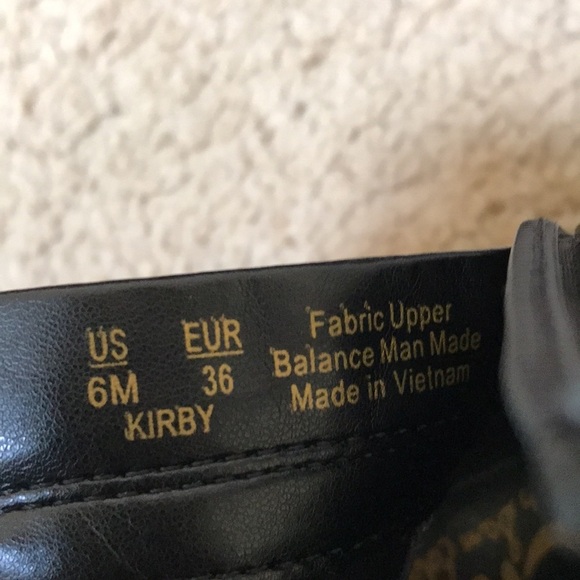 US EUR
6M 36
KIRBY
Fabric Upper
Balance Man Made
Made in Vietnam